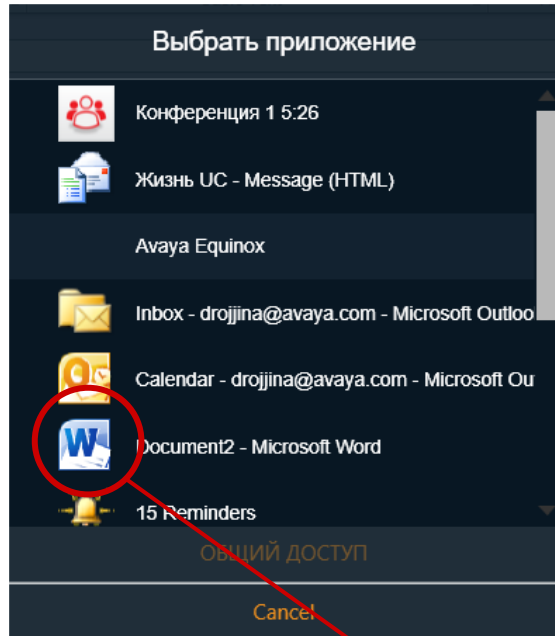 Выбрать приложение
Конференция 1 5:26
Жизнь UC - Message (HTML)
Avaya Equinox
Inbox - drojjina@avaya.com - Microsoft Outloo
Calendar - drojjina@avaya.com - Microsoft Ou
Document2 - Microsoft Word
15 Reminders
ОБЩИЙ ДОСТУП
Cancel